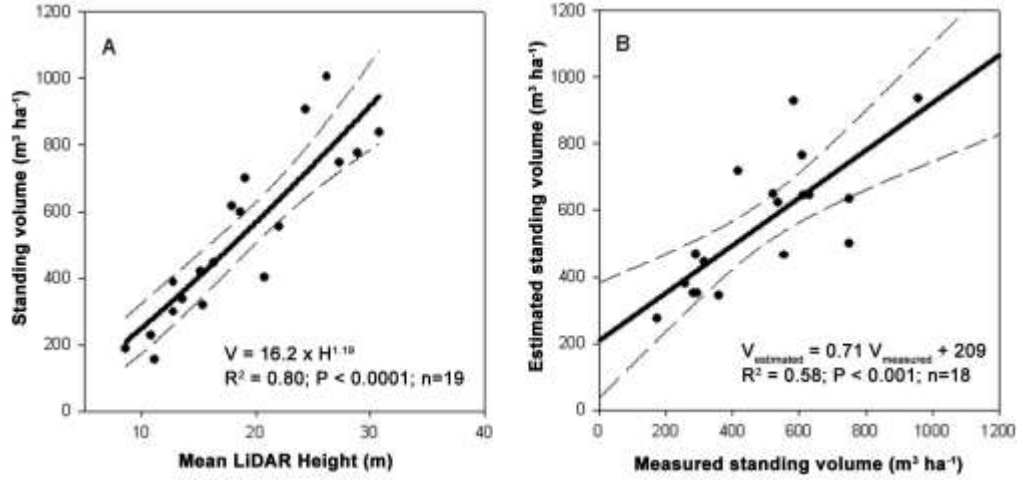 A
Standing volume (m³ ha⁻¹)
1200
1000
800
600
400
200
0
V = 16.2 x H¹·¹⁹
R² = 0.80; P < 0.0001; n=19
10
20
30
40
Mean LiDAR Height (m)
B
Estimated standing volume (m³ ha⁻¹)
1200
1000
800
600
400
200
0
V estimated = 0.71 V measured + 209
R² = 0.58; P < 0.001; n=18
0
200
400
600
800
1000
1200
Measured standing volume (m³ ha⁻¹)